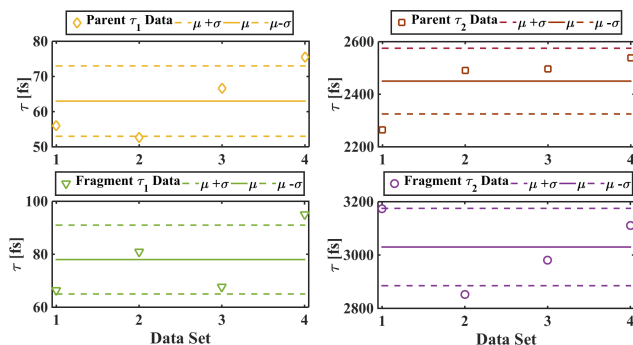 Parent τ1 Data μ +σ μ μ-σ
Parent τ2 Data μ +σ μ μ -σ
80
70
60
50
τ [fs]
1 2 3 4
2600
2400
2200
τ [fs]
1 2 3 4
Fragment τ1 Data μ +σ μ μ -σ
Fragment τ2 Data μ +σ μ μ -σ
100
80
60
τ [fs]
1 2 3 4
Data Set
3200
3000
2800
τ [fs]
1 2 3 4
Data Set